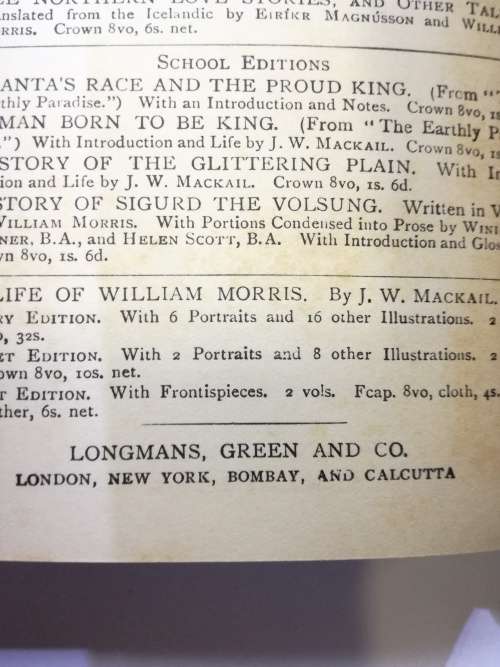 NORTHERN LOVE STORIES, AND OTHER TAL
nslated from the Icelandic by EIRÍKR MAGNÚSSON and WILLI
RRIS. Crown 8vo, 6s. net.
SCHOOL EDITIONS
ANTA'S RACE AND THE PROUD KING. (From "
thly Paradise.") With an Introduction and Notes. Crown 8vo, 1s
MAN BORN TO BE KING. (From "The Earthly P
.") With Introduction and Life by J. W. MACKAIL. Crown 8vo, 1s
STORY OF THE GLITTERING PLAIN. With In
ion and Life by J. W. MACKAIL. Crown 8vo, 1s. 6d.
STORY OF SIGURD THE VOLSUNG. Written in V
WILLIAM MORRIS. With Portions Condensed into Prose by WINI
NER, B.A., and HELEN SCOTT, B.A. With Introduction and Glos
wn 8vo, 1s. 6d.
LIFE OF WILLIAM MORRIS. By J. W. MACKAIL.
RY EDITION. With 6 Portraits and 16 other Illustrations. 2
o, 32s.
ET EDITION. With 2 Portraits and 8 other Illustrations. 2
rown 8vo, 10s. net.
T EDITION. With Frontispieces. 2 vols. Fcap. 8vo, cloth, 4s.
ther, 6s. net.
LONGMANS, GREEN AND CO.
LONDON, NEW YORK, BOMBAY, AND CALCUTTA